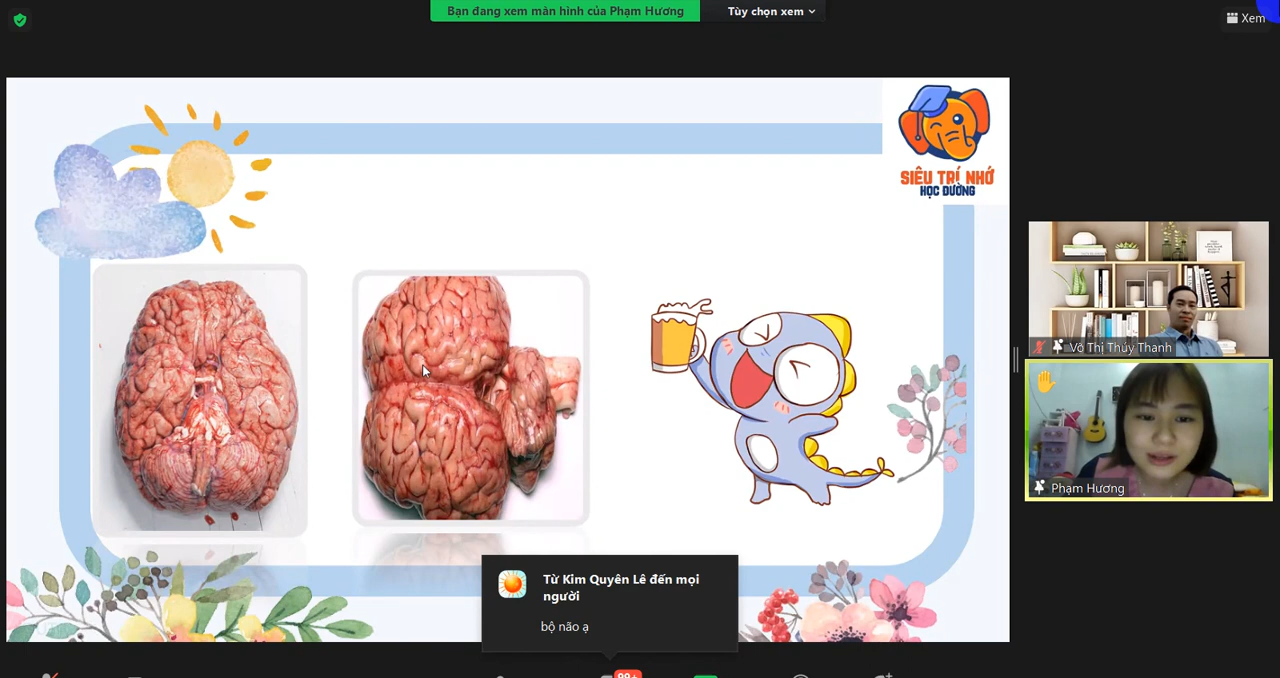 Bạn đang xem màn hình của Phạm Hương
Tùy chọn xem
Xem
SIÊU TRÍ NHỚ
HỌC ĐƯỜNG
Võ Thị Thúy Thanh
Phạm Hương
Từ Kim Quyên Lê đến mọi
người
bộ não ạ
99+